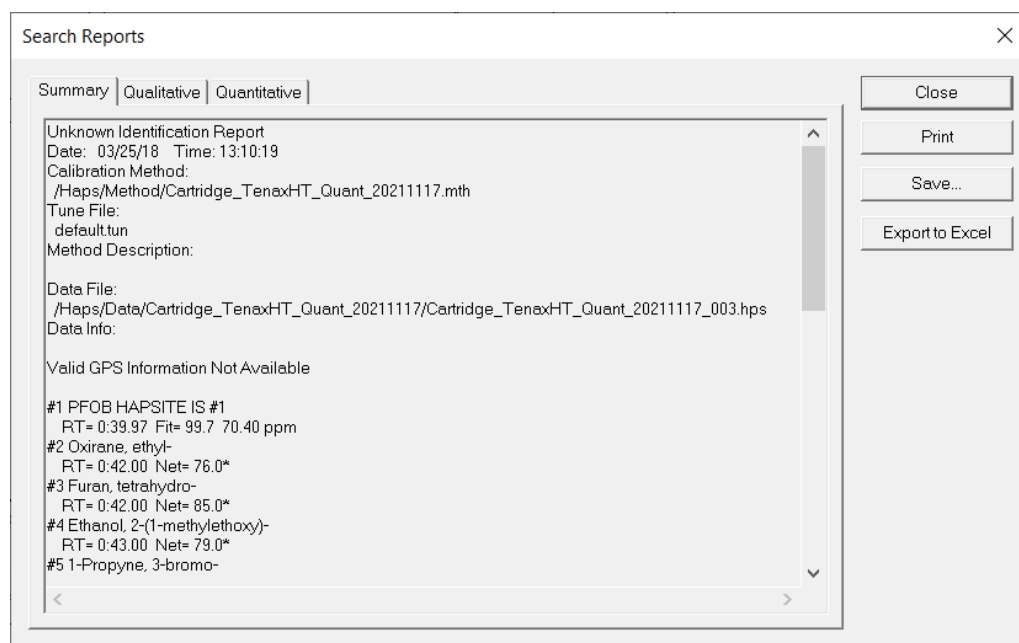 Search Reports
Summary Qualitative Quantitative
Close
Print
Save...
Export to Excel
Unknown Identification Report
Date: 03/25/18 Time: 13:10:19
Calibration Method:
/Haps/Method/Cartridge_TenaxHT_Quant_20211117.mth
Tune File:
default.tun
Method Description:
Data File:
/Haps/Data/Cartridge_TenaxHT_Quant_20211117/Cartridge_TenaxHT_Quant_20211117_003.hps
Data Info:
Valid GPS Information Not Available
#1 PFOB HAPSITE IS #1
RT= 0:39.97 Fit= 99.7 70.40 ppm
#2 Oxirane, ethyl-
RT= 0:42.00 Net= 76.0*
#3 Furan, tetrahydro-
RT= 0:42.00 Net= 85.0*
#4 Ethanol, 2-(1-methylethoxy)-
RT= 0:43.00 Net= 79.0*
#5 1-Propyne, 3-bromo-